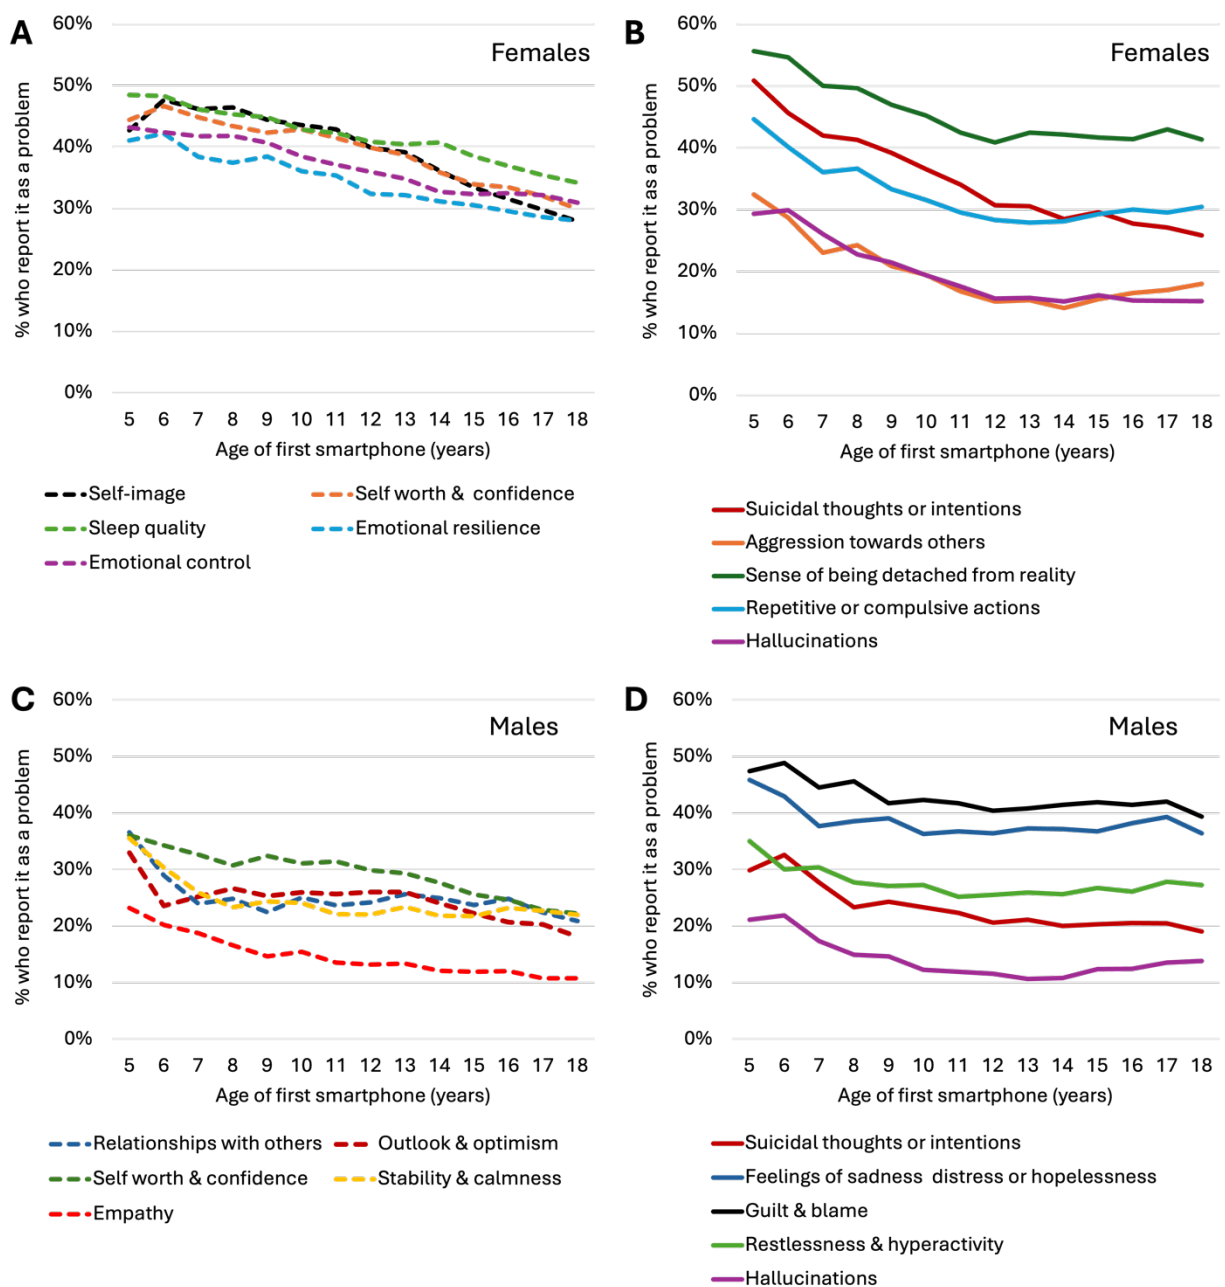 A
Females
% who report it as a problem
60%
50%
40%
30%
20%
10%
0%
5 6 7 8 9 10 11 12 13 14 15 16 17 18
Age of first smartphone (years)
Self-image
Self worth & confidence
Sleep quality
Emotional resilience
Emotional control
B
Females
% who report it as a problem
60%
50%
40%
30%
20%
10%
0%
5 6 7 8 9 10 11 12 13 14 15 16 17 18
Age of first smartphone (years)
Suicidal thoughts or intentions
Aggression towards others
Sense of being detached from reality
Repetitive or compulsive actions
Hallucinations
C
Males
% who report it as a problem
60%
50%
40%
30%
20%
10%
0%
5 6 7 8 9 10 11 12 13 14 15 16 17 18
Age of first smartphone (years)
Relationships with others
Outlook & optimism
Self worth & confidence
Stability & calmness
Empathy
D
Males
% who report it as a problem
60%
50%
40%
30%
20%
10%
0%
5 6 7 8 9 10 11 12 13 14 15 16 17 18
Age of first smartphone (years)
Suicidal thoughts or intentions
Feelings of sadness distress or hopelessness
Guilt & blame
Restlessness & hyperactivity
Hallucinations